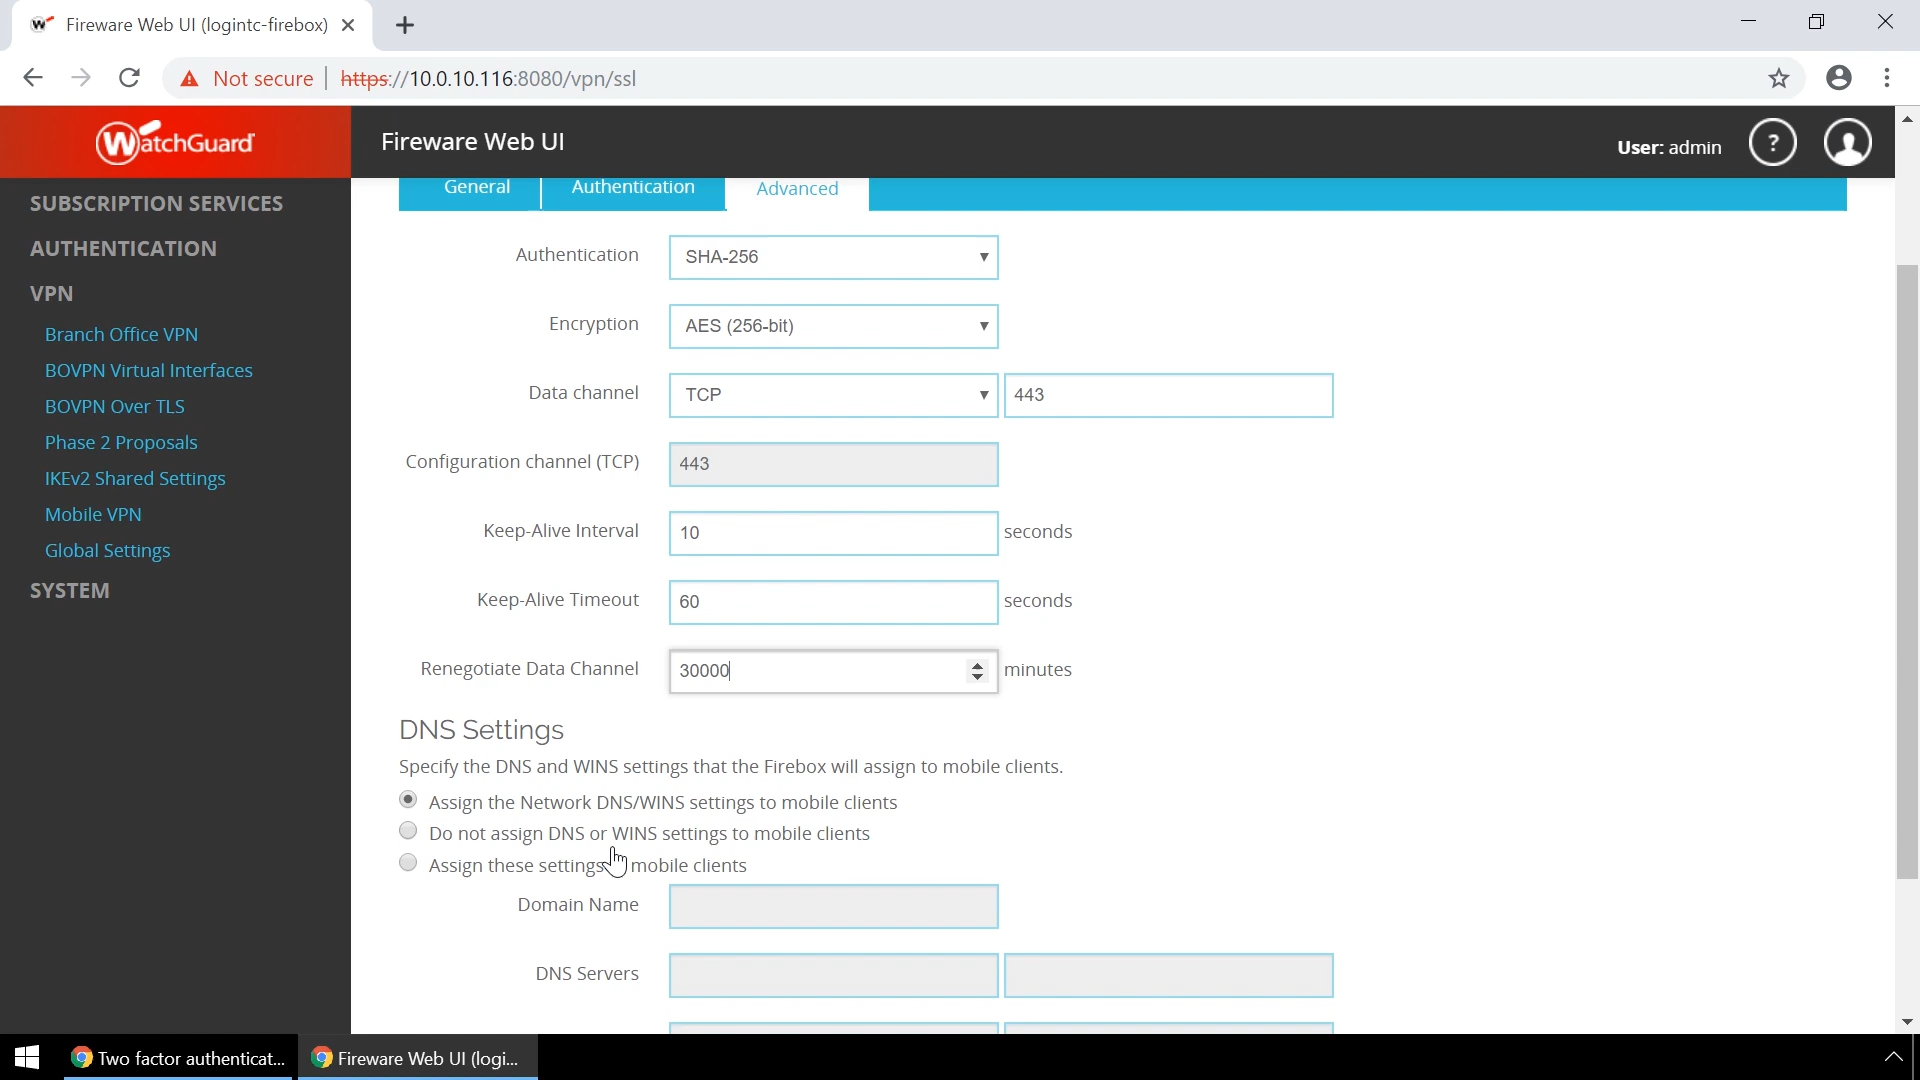 Fireware Web UI (logintc-firebox)
Not secure
https://10.0.10.116:8080/vpn/ssl
WatchGuard
Fireware Web UI
User: admin
?
SUBSCRIPTION SERVICES
AUTHENTICATION
VPN
Branch Office VPN
BOVPN Virtual Interfaces
BOVPN Over TLS
Phase 2 Proposals
IKEv2 Shared Settings
Mobile VPN
Global Settings
SYSTEM
General
Authentication
Advanced
Authentication
SHA-256
Encryption
AES (256-bit)
Data channel
TCP
443
Configuration channel (TCP)
443
Keep-Alive Interval
10
seconds
Keep-Alive Timeout
60
seconds
Renegotiate Data Channel
30000
minutes
DNS Settings
Specify the DNS and WINS settings that the Firebox will assign to mobile clients.
Assign the Network DNS/WINS settings to mobile clients
Do not assign DNS or WINS settings to mobile clients
Assign these settings mobile clients
Domain Name
DNS Servers
Two factor authenticat...
Fireware Web UI (logi...